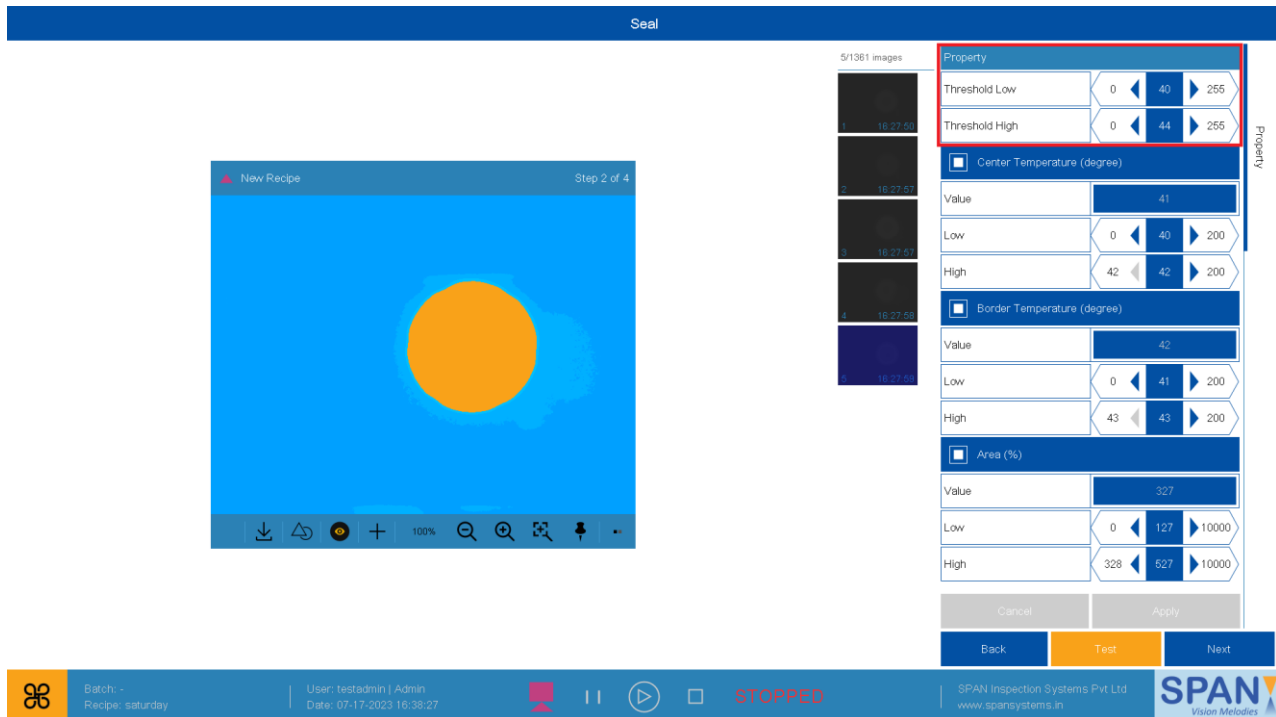 Seal
5/1361 images
1 16:27:50
2 16:27:57
3 16:27:57
4 16:27:58
5 16:27:58
New Recipe Step 2 of 4
100%
Property
Threshold Low 0 40 255
Threshold High 0 44 255
Center Temperature (degree)
Value 41
Low 0 40 200
High 42 42 200
Border Temperature (degree)
Value 42
Low 0 41 200
High 43 43 200
Area (%)
Value 327
Low 0 127 10000
High 328 527 10000
Cancel Apply
Back Test Next
Property
Batch: -
Recipe: saturday
User: testadmin | Admin
Date: 07-17-2023 16:38:27
STOPPED
SPAN Inspection Systems Pvt Ltd
www.spansystems.in
SPAN
Vision Melodies